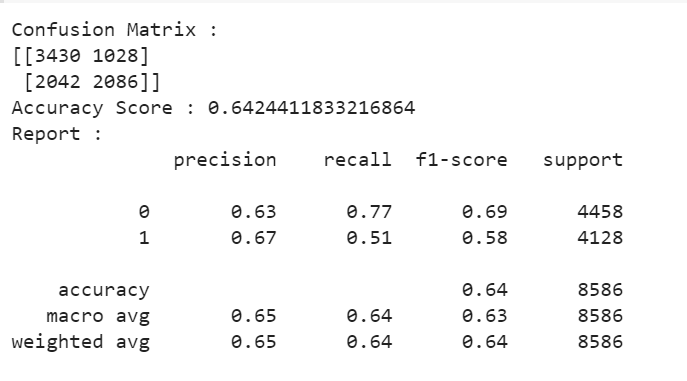 Confusion Matrix :
[[3430 1028]
 [2042 2086]]
Accuracy Score : 0.6424411833216864
Report :
              precision    recall  f1-score   support

           0       0.63      0.77      0.69      4458
           1       0.67      0.51      0.58      4128

    accuracy                           0.64      8586
   macro avg       0.65      0.64      0.63      8586
weighted avg       0.65      0.64      0.64      8586